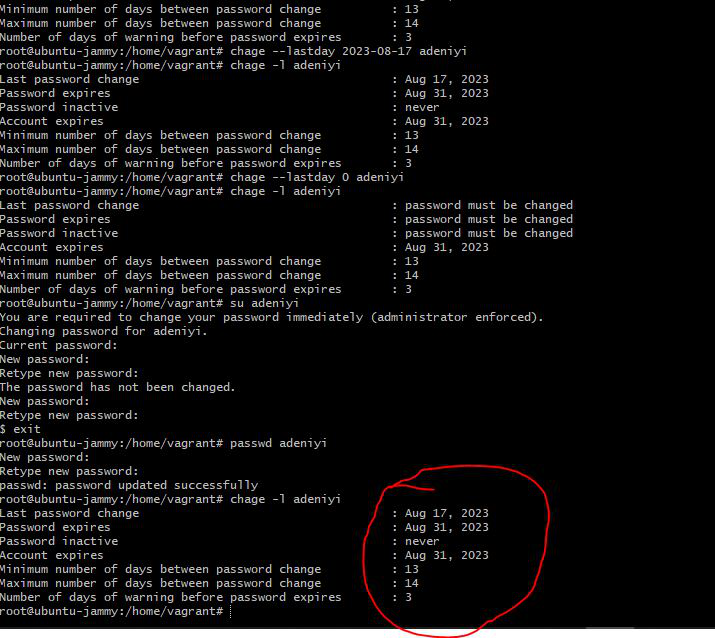 Minimum number of days between password change : 13
Maximum number of days between password change : 14
Number of days of warning before password expires : 3
root@ubuntu-jammy:/home/vagrant# chage --lastday 2023-08-17 adeniyi
root@ubuntu-jammy:/home/vagrant# chage -l adeniyi
Last password change : Aug 17, 2023
Password expires : Aug 31, 2023
Password inactive : never
Account expires : Aug 31, 2023
Minimum number of days between password change : 13
Maximum number of days between password change : 14
Number of days of warning before password expires : 3
root@ubuntu-jammy:/home/vagrant# chage --lastday 0 adeniyi
root@ubuntu-jammy:/home/vagrant# chage -l adeniyi
Last password change : password must be changed
Password expires : password must be changed
Password inactive : password must be changed
Account expires : Aug 31, 2023
Minimum number of days between password change : 13
Maximum number of days between password change : 14
Number of days of warning before password expires : 3
root@ubuntu-jammy:/home/vagrant# su adeniyi
You are required to change your password immediately (administrator enforced).
Changing password for adeniyi.
Current password:
New password:
Retype new password:
The password has not been changed.
New password:
Retype new password:
$ exit
root@ubuntu-jammy:/home/vagrant# passwd adeniyi
New password:
Retype new password:
passwd: password updated successfully
root@ubuntu-jammy:/home/vagrant# chage -l adeniyi
Last password change : Aug 17, 2023
Password expires : Aug 31, 2023
Password inactive : never
Account expires : Aug 31, 2023
Minimum number of days between password change : 13
Maximum number of days between password change : 14
Number of days of warning before password expires : 3
root@ubuntu-jammy:/home/vagrant#